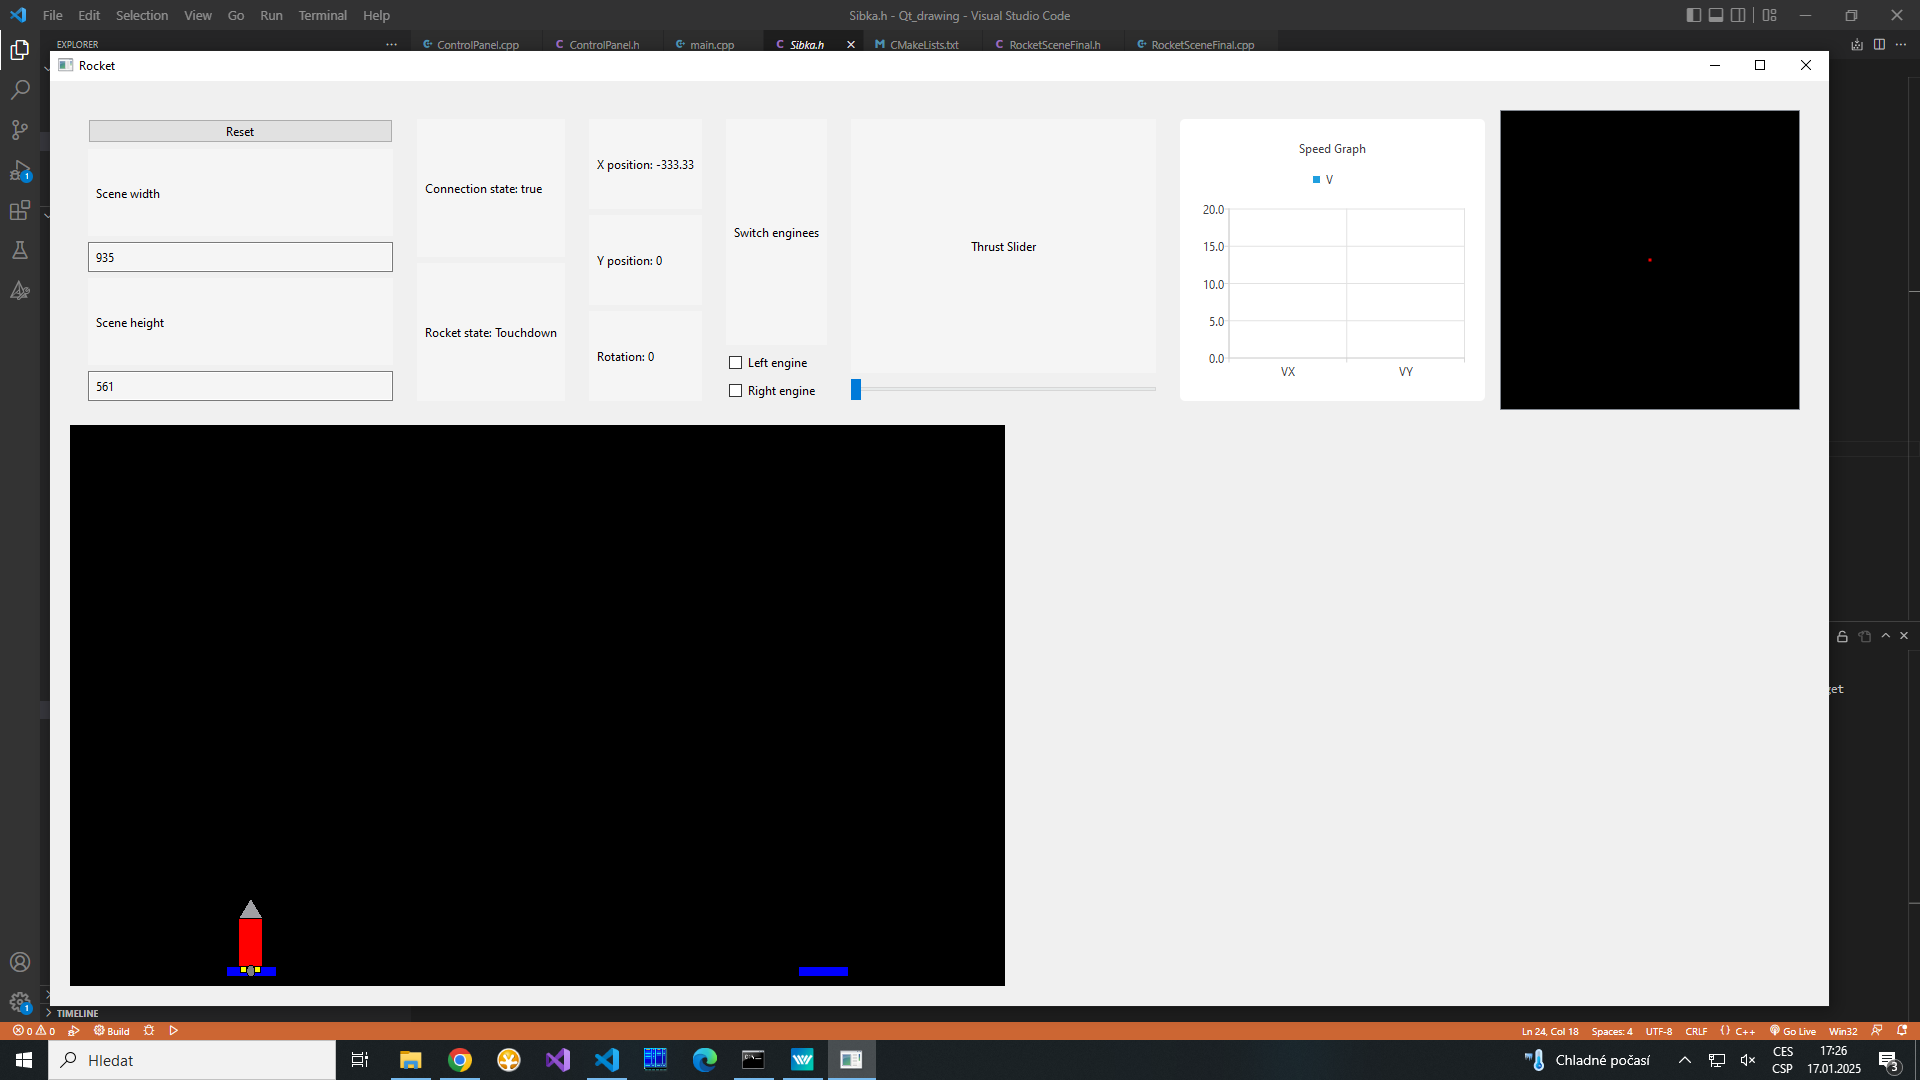 File Edit Selection View Go Run Terminal Help
Sibka.h - Qt_drawing - Visual Studio Code
EXPLORER
ControlPanel.cpp
ControlPanel.h
main.cpp
Sibka.h
CMakeLists.txt
RocketSceneFinal.h
RocketSceneFinal.cpp
Rocket
Reset
Scene width
935
Scene height
561
Connection state: true
Rocket state: Touchdown
X position: -333.33
Y position: 0
Rotation: 0
Switch enginees
Left engine
Right engine
Thrust Slider
Speed Graph
V
20.0
15.0
10.0
5.0
0.0
VX VY
1
get
1
TIMELINE
0 0 Build
Ln 24, Col 18 Spaces: 4 UTF-8 CRLF {} C++ Go Live Win32
Hledat
Chladné počasí
CES
CSP
17:26
17.01.2025
3